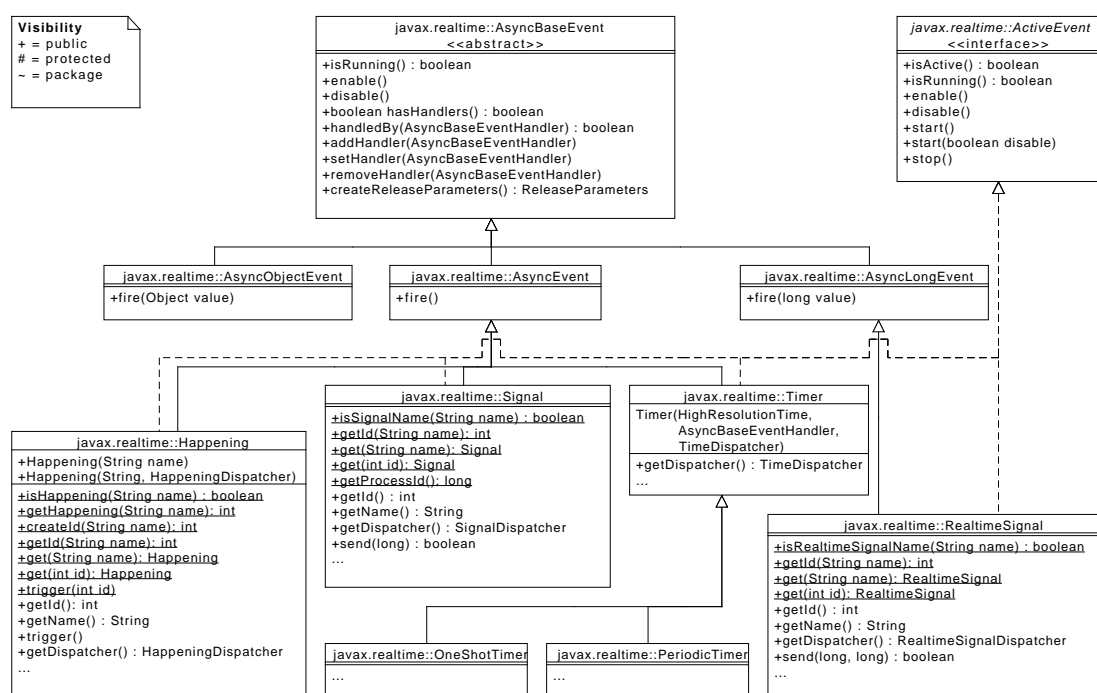 Visibility
+ = public
# = protected
~ = package
javax.realtime::AsyncBaseEvent
<<abstract>>
+isRunning() : boolean
+enable()
+disable()
+boolean hasHandlers() : boolean
+handledBy(AsyncBaseEventHandler) : boolean
+addHandler(AsyncBaseEventHandler)
+setHandler(AsyncBaseEventHandler)
+removeHandler(AsyncBaseEventHandler)
+createReleaseParameters() : ReleaseParameters
javax.realtime::ActiveEvent
<<interface>>
+isActive() : boolean
+isRunning() : boolean
+enable()
+disable()
+start()
+start(boolean disable)
+stop()
javax.realtime::AsyncObjectEvent
+fire(Object value)
javax.realtime::AsyncEvent
+fire()
javax.realtime::AsyncLongEvent
+fire(long value)
javax.realtime::Happening
+Happening(String name)
+Happening(String, HappeningDispatcher)
+isHappening(String name) : boolean
+getHappening(String name): int
+createId(String name): int
+getId(String name): int
+get(String name): Happening
+get(int id): Happening
+trigger(int id)
+getId(): int
+getName() : String
+trigger()
+getDispatcher() : HappeningDispatcher
...
javax.realtime::Signal
+isSignalName(String name) : boolean
+getId(String name): int
+get(String name): Signal
+get(int id): Signal
+getProcessId(): long
+getId() : int
+getName() : String
+getDispatcher() : SignalDispatcher
+send(long) : boolean
...
javax.realtime::Timer
Timer(HighResolutionTime,
AsyncBaseEventHandler,
TimeDispatcher)
+getDispatcher() : TimeDispatcher
...
javax.realtime::RealtimeSignal
+isRealtimeSignalName(String name) : boolean
+getId(String name): int
+get(String name): RealtimeSignal
+get(int id): RealtimeSignal
+getId() : int
+getName() : String
+getDispatcher() : RealtimeSignalDispatcher
+send(long, long) : boolean
...
javax.realtime::OneShotTimer
...
javax.realtime::PeriodicTimer
...